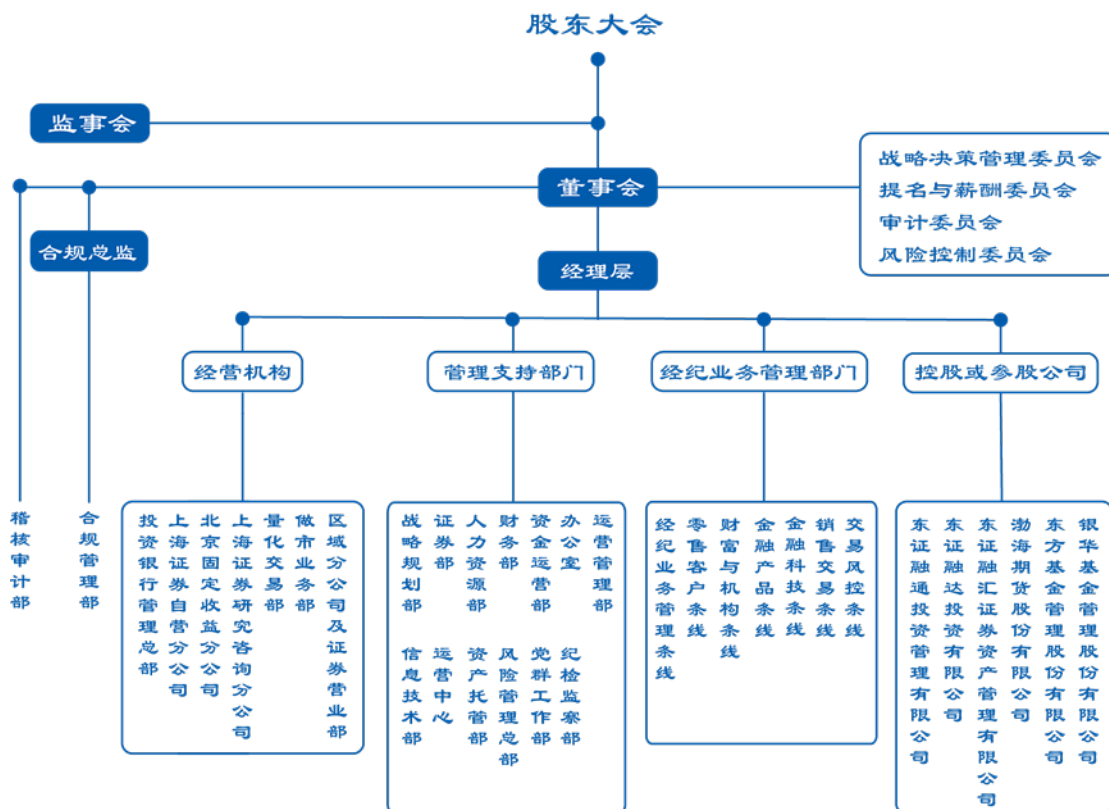 股东大会
监事会
董事会
战略决策管理委员会
提名与薪酬委员会
审计委员会
风险控制委员会
合规总监
经理层
经营机构
管理支持部门
经纪业务管理部门
控股或参股公司
稽核审计部
合规管理部
投资银行管理总部
上海证券自营分公司
北京固定收益分公司
上海证券研究咨询分公司
量化交易部
做市业务部
区域分公司及证券营业部
战略规划部
证券部
人力资源部
财务部
资金运营部
办公室
运营管理部
信息技术部
运营中心
资产托管部
风险管理总部
党群工作部
纪检监察部
经纪业务管理条线
零售客户条线
财富与机构条线
金融产品条线
金融科技条线
销售交易条线
交易风控条线
东证融通投资管理有限公司
东证融达投资有限公司
东证融汇证券资产管理有限公司
渤海期货股份有限公司
东方基金管理股份有限公司
银华基金管理股份有限公司